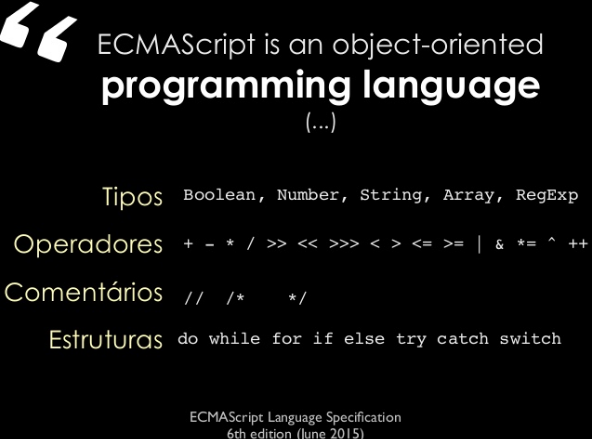 “
ECMAScript is an object-oriented
programming language
(...)
Tipos Boolean, Number, String, Array, RegExp
Operadores + - * / >> << >>> < > <= >= | & *= ^ ++
Comentários // /* */
Estruturas do while for if else try catch switch
ECMAScript Language Specification
6th edition (June 2015)